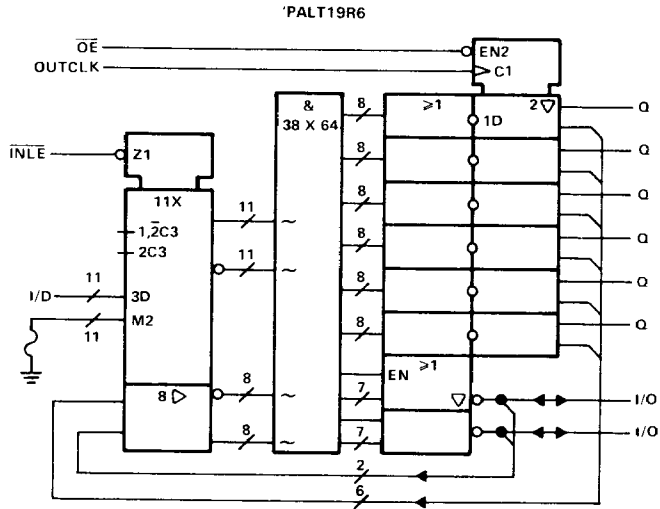 'PALT19R6
OE
EN2
OUTCLK
C1
&
38 X 64
8
≥1
1D
2 ▽
Q
INLE
Z1
8
Q
11X
8
Q
1,2̅C3
11
~
2C3
8
Q
11
~
I/D
11
3D
8
Q
M2
11
8
Q
EN
≥1
8 ▷
8
~
7
▽
I/O
8
~
7
I/O
2
6